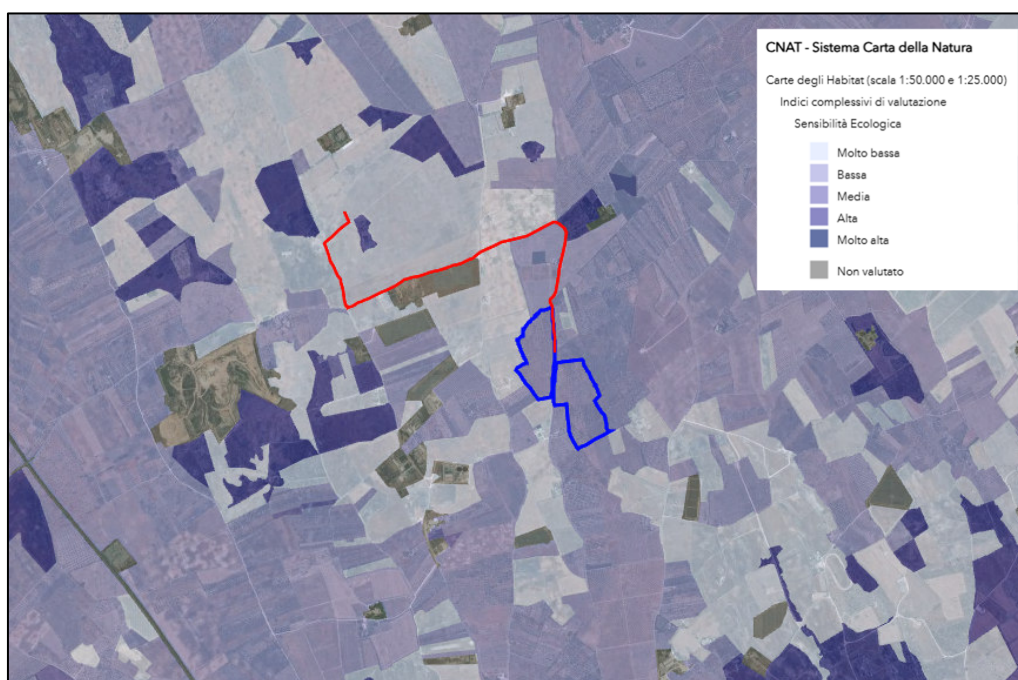 CNAT - Sistema Carta della Natura
Carte degli Habitat (scala 1:50.000 e 1:25.000)
Indici complessivi di valutazione
Sensibilità Ecologica
Molto bassa
Bassa
Media
Alta
Molto alta
Non valutato